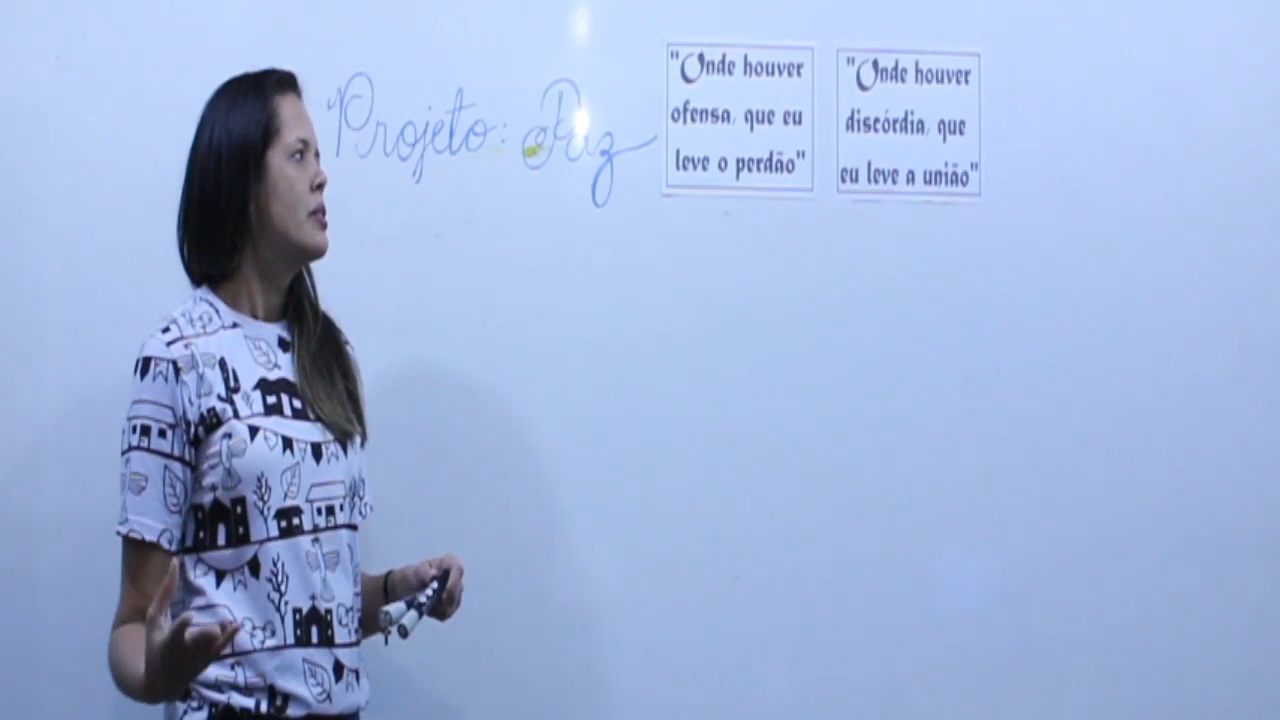 Projeto: Paz
"Onde houver
ofensa, que eu
leve o perdão"
"Onde houver
discórdia, que
eu leve a união"